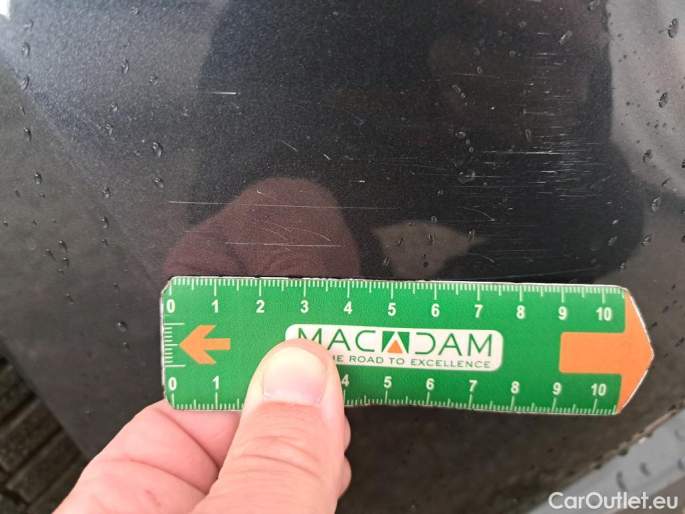 0 1 2 3 4 5 6 7 8 9 10
MACADAM
HE ROAD TO EXCELLENCE
0 1 4 5 6 7 8 9 10
CarOutlet.eu